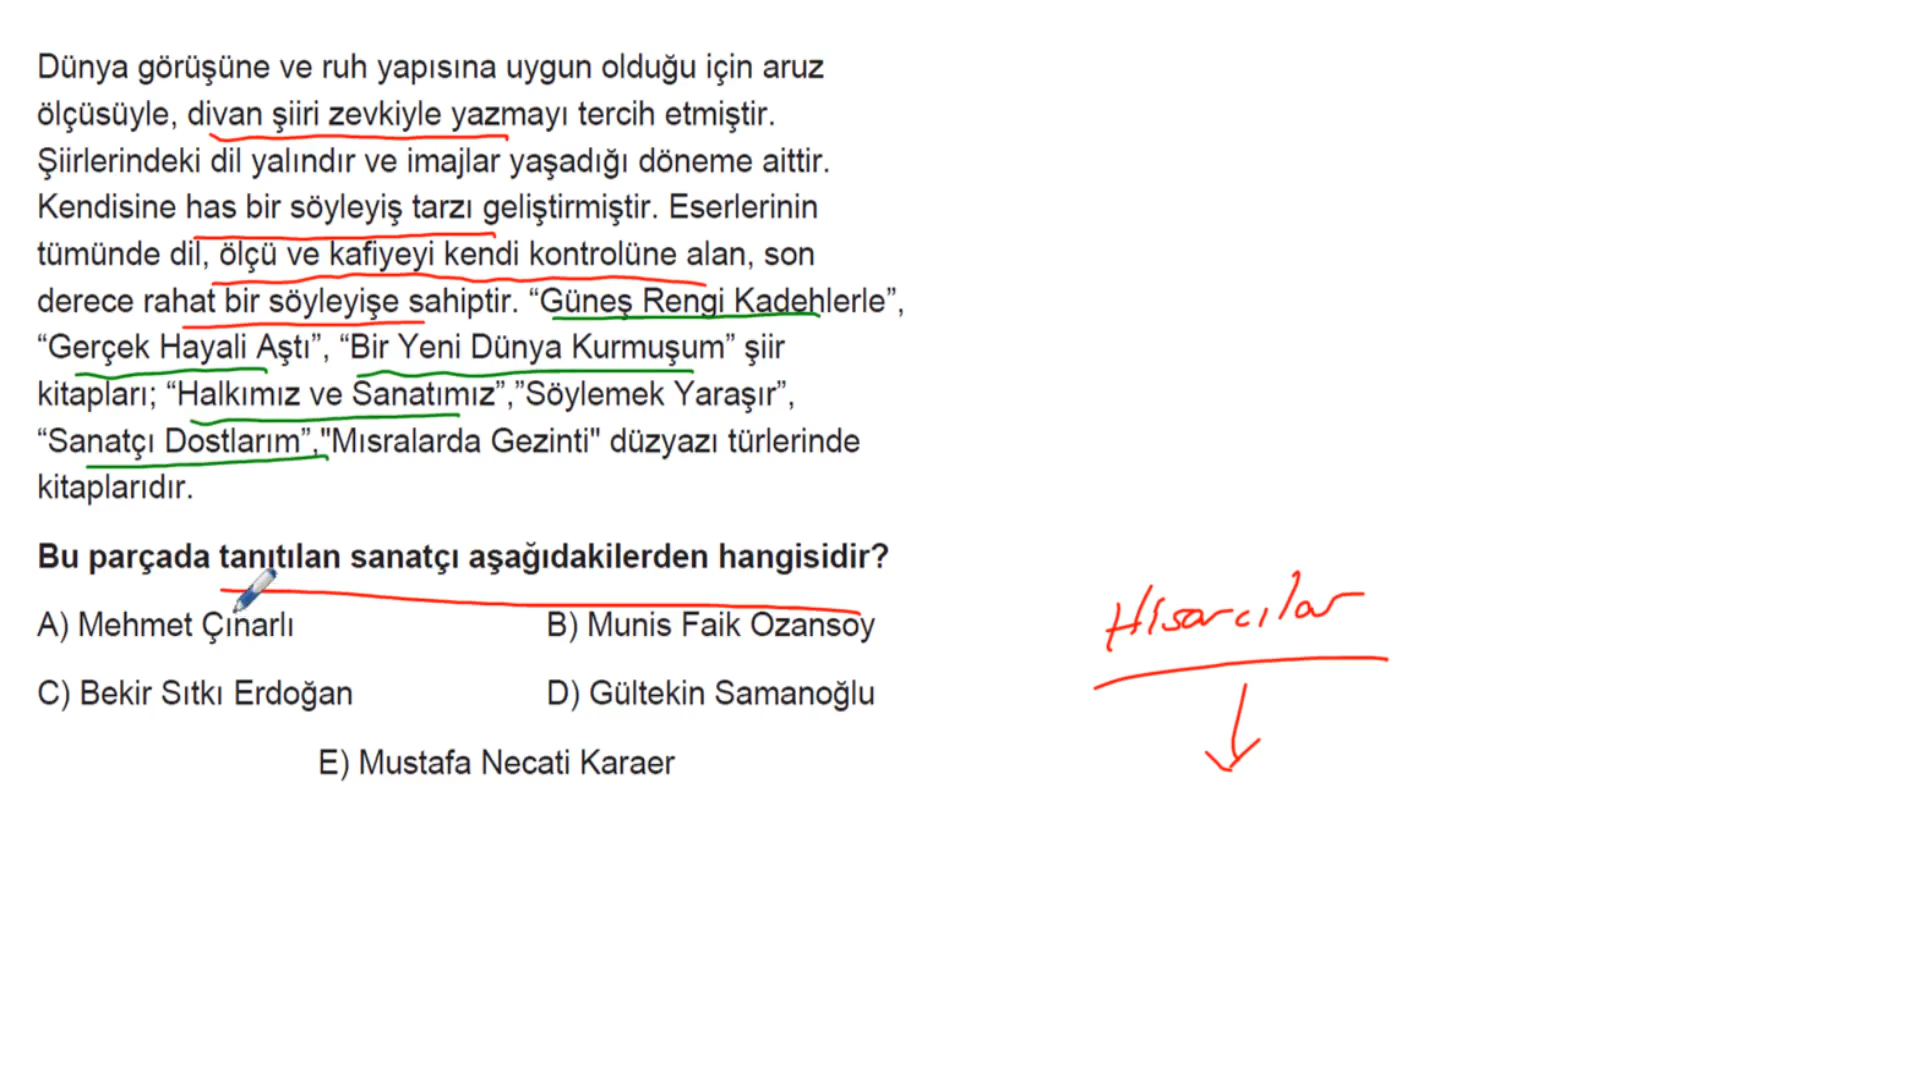 Dünya görüşüne ve ruh yapısına uygun olduğu için aruz
ölçüsüyle, divan şiiri zevkiyle yazmayı tercih etmiştir.
Şiirlerindeki dil yalındır ve imajlar yaşadığı döneme aittir.
Kendisine has bir söyleyiş tarzı geliştirmiştir. Eserlerinin
tümünde dil, ölçü ve kafiyeyi kendi kontrolüne alan, son
derece rahat bir söyleyişe sahiptir. “Güneş Rengi Kadehlerle”,
“Gerçek Hayali Aştı”, “Bir Yeni Dünya Kurmuşum” şiir
kitapları; “Halkımız ve Sanatımız”,”Söylemek Yaraşır”,
“Sanatçı Dostlarım”,"Mısralarda Gezinti" düzyazı türlerinde
kitaplarıdır.
Bu parçada tanıtılan sanatçı aşağıdakilerden hangisidir?
A) Mehmet Çınarlı B) Munis Faik Ozansoy
C) Bekir Sıtkı Erdoğan D) Gültekin Samanoğlu
E) Mustafa Necati Karaer
Hisarcılar